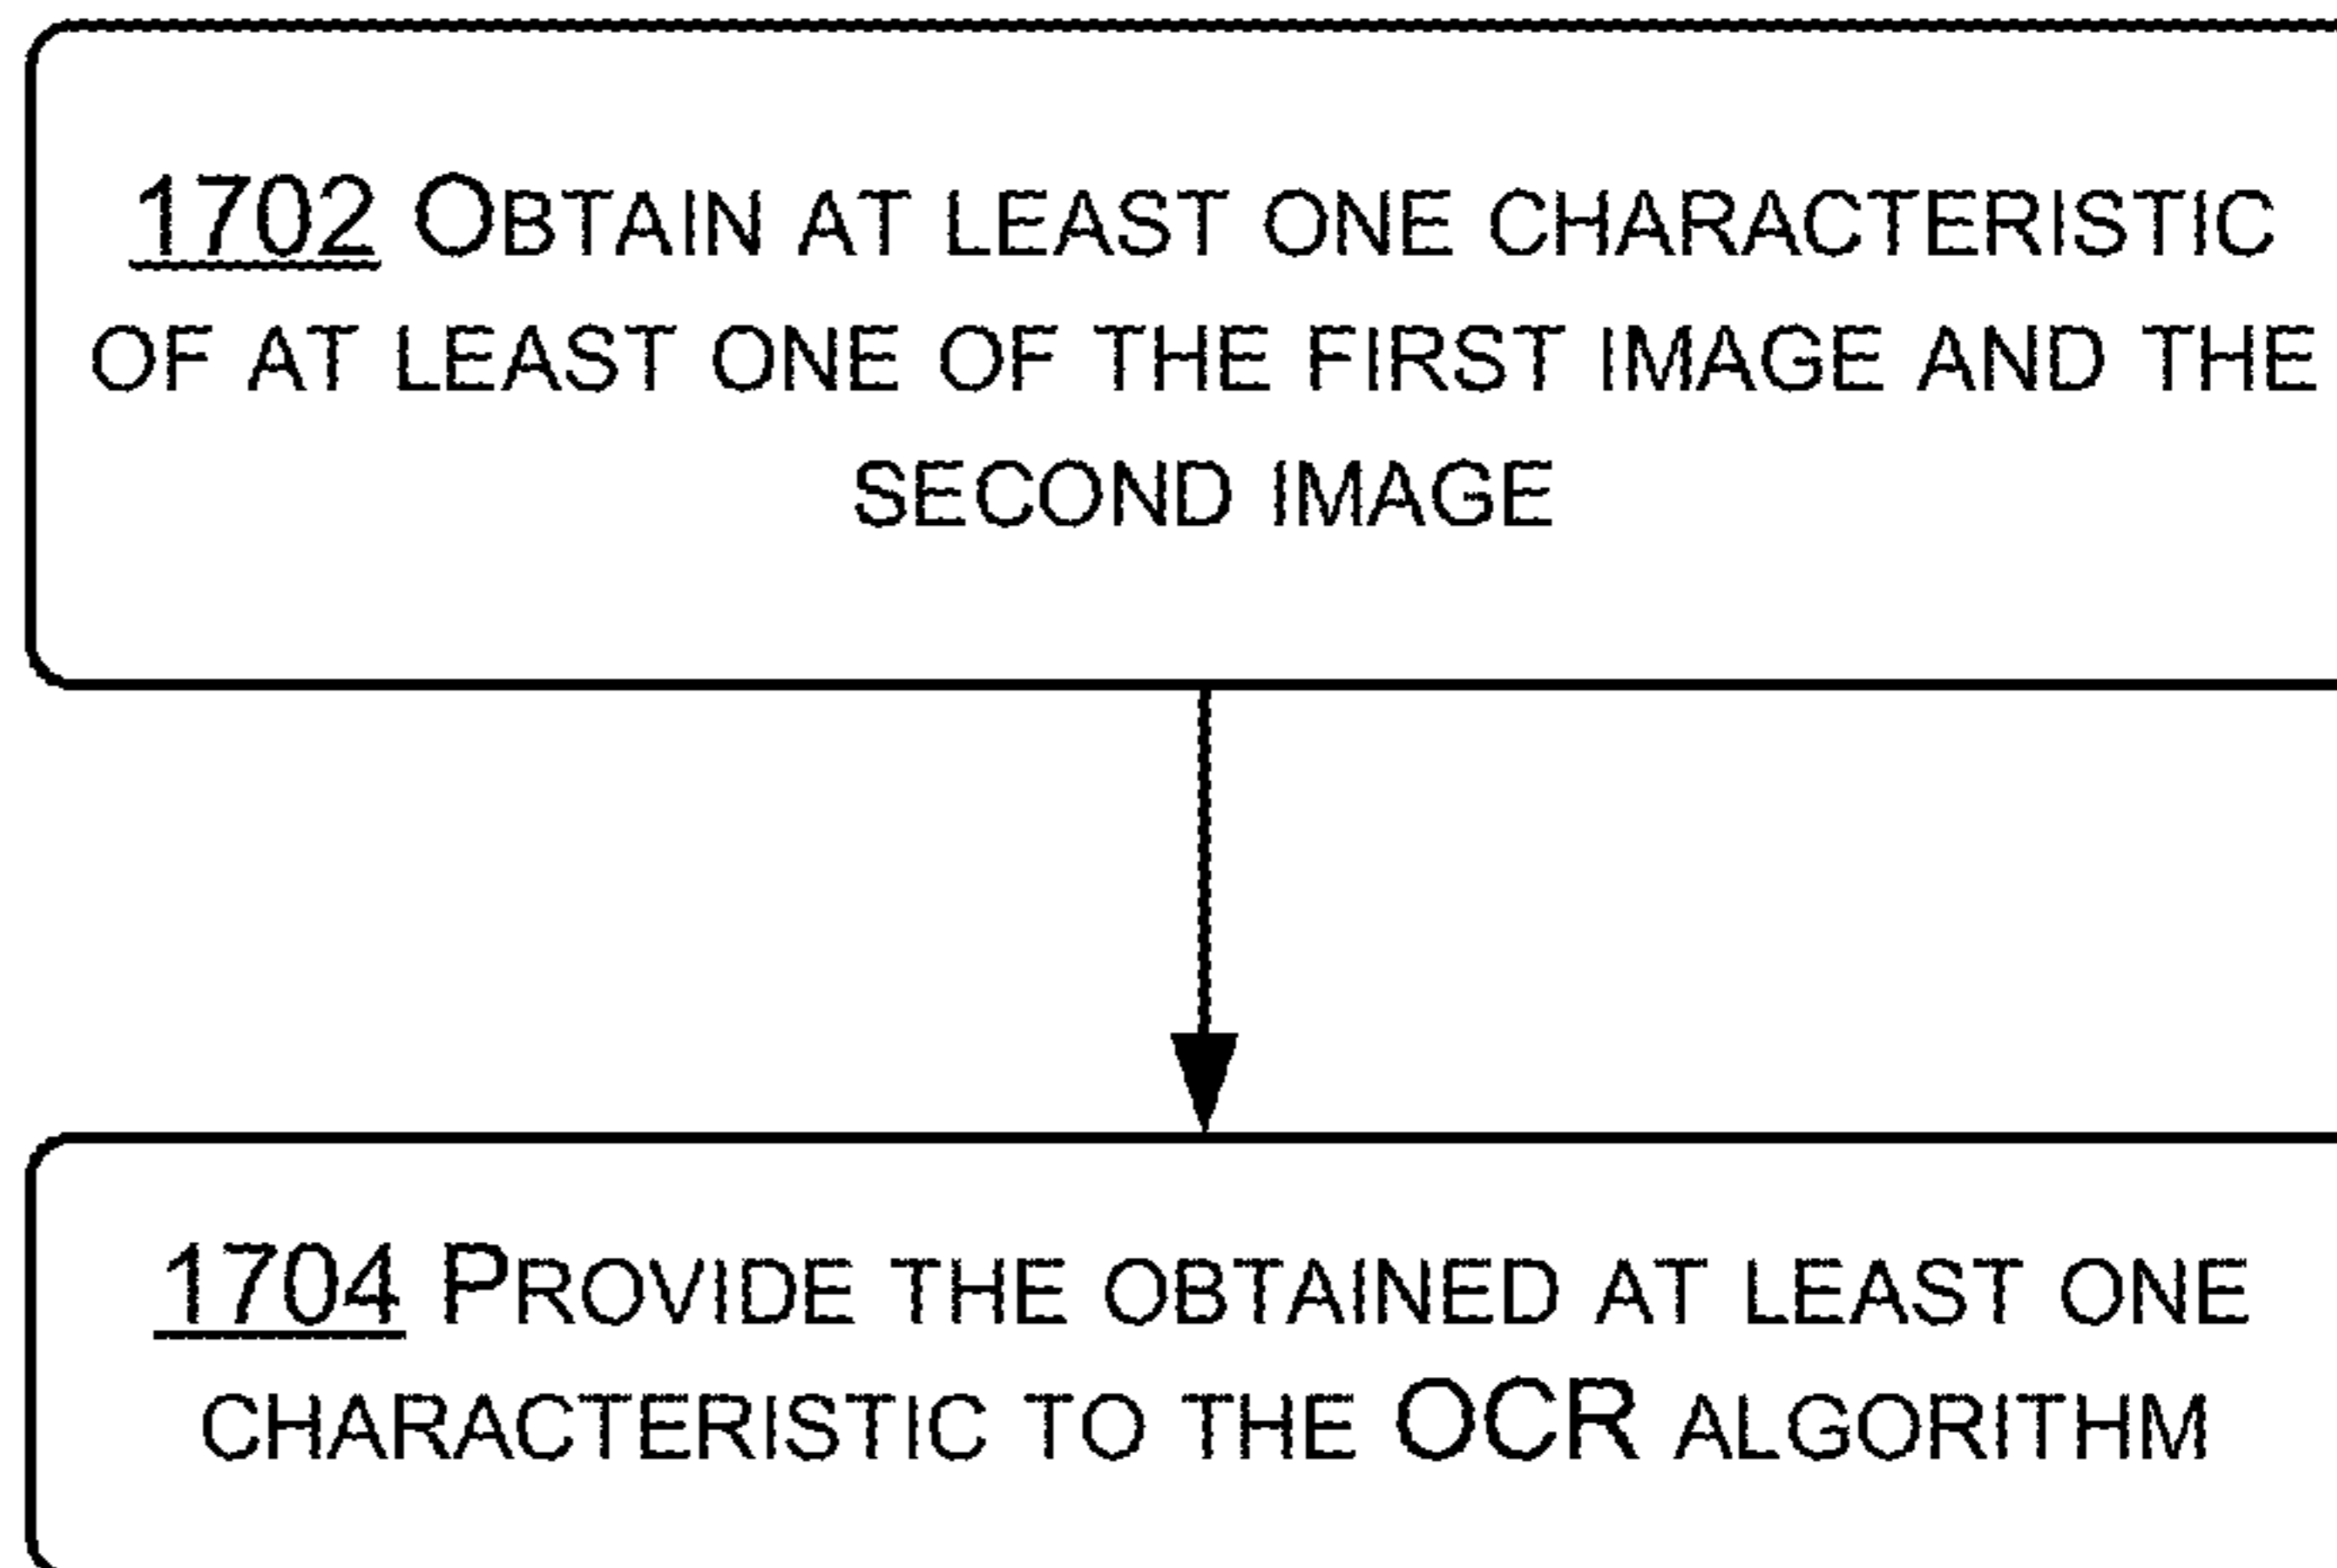 1702 OBTAIN AT LEAST ONE CHARACTERISTIC
OF AT LEAST ONE OF THE FIRST IMAGE AND THE
SECOND IMAGE
1704 PROVIDE THE OBTAINED AT LEAST ONE
CHARACTERISTIC TO THE OCR ALGORITHM